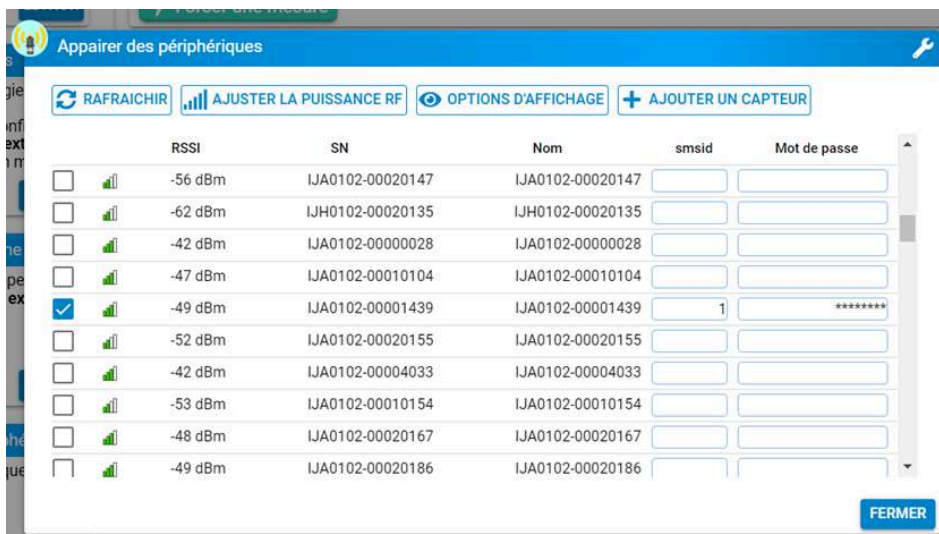 Forcer une mesure
Appairer des périphériques
RAFRAICHIR AJUSTER LA PUISSANCE RF OPTIONS D'AFFICHAGE AJOUTER UN CAPTEUR
RSSI SN Nom smsid Mot de passe
-56 dBm IJA0102-00020147 IJA0102-00020147
-62 dBm IJH0102-00020135 IJH0102-00020135
-42 dBm IJA0102-00000028 IJA0102-00000028
-47 dBm IJA0102-00010104 IJA0102-00010104
-49 dBm IJA0102-00001439 IJA0102-00001439 1 ********
-52 dBm IJA0102-00020155 IJA0102-00020155
-42 dBm IJA0102-00004033 IJA0102-00004033
-53 dBm IJA0102-00010154 IJA0102-00010154
-48 dBm IJA0102-00020167 IJA0102-00020167
-49 dBm IJA0102-00020186 IJA0102-00020186
FERMER